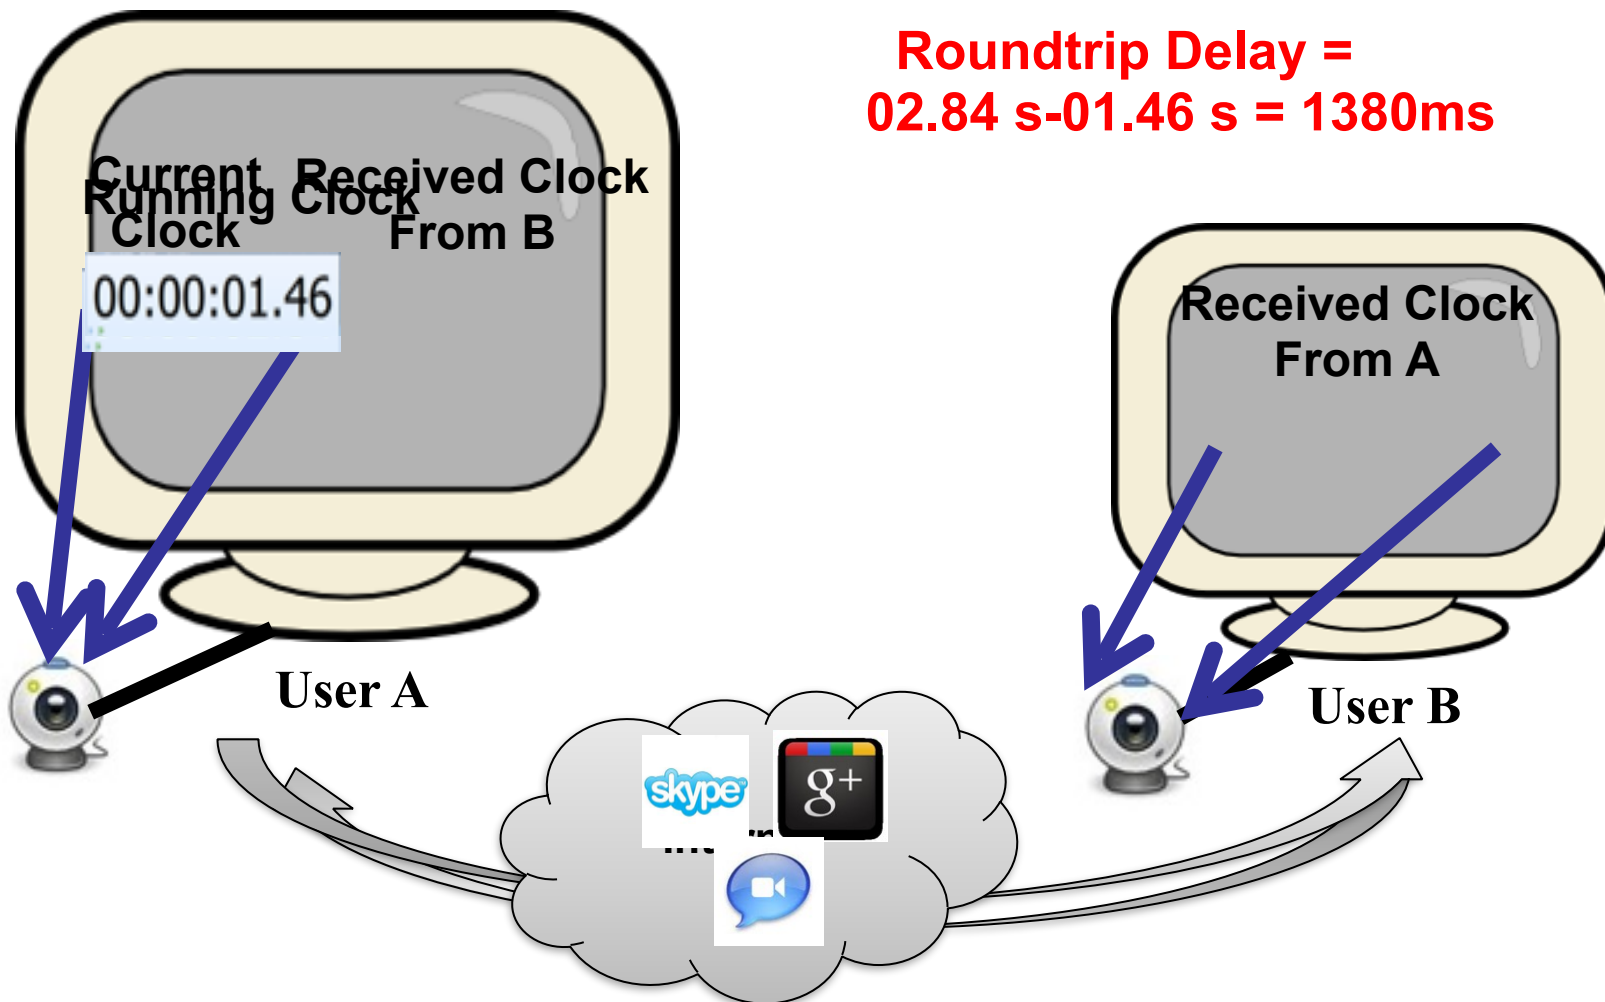 Roundtrip Delay =
02.84 s-01.46 s = 1380ms
Current
Clock
Running Clock
Received Clock
From B
00:00:01.46
Received Clock
From A
User A
User B
skype
g+